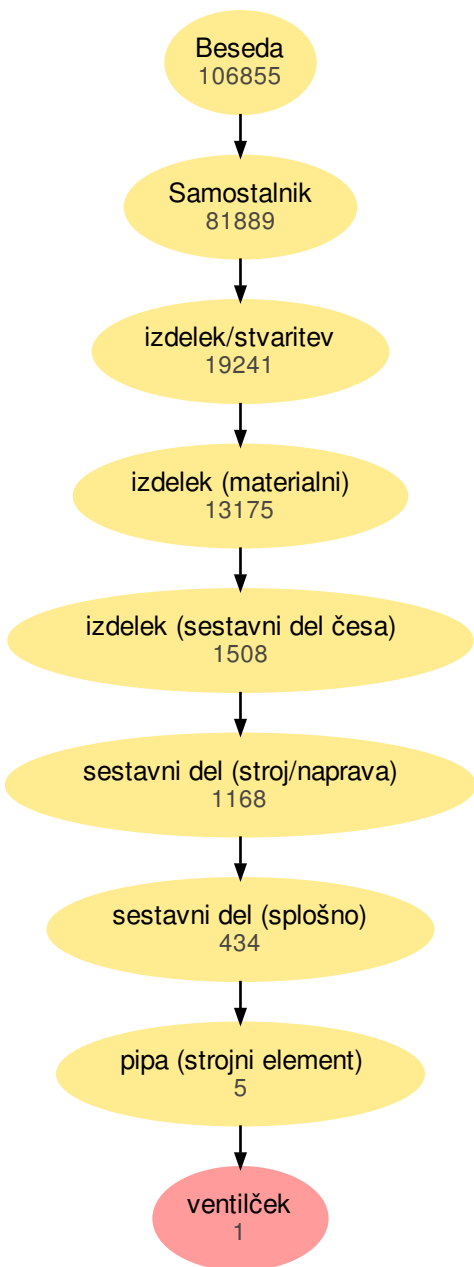 Beseda
106855
Samostalnik
81889
izdelek/stvaritev
19241
izdelek (materialni)
13175
izdelek (sestavni del česa)
1508
sestavni del (stroj/naprava)
1168
sestavni del (splošno)
434
pipa (strojni element)
5
ventilček
1